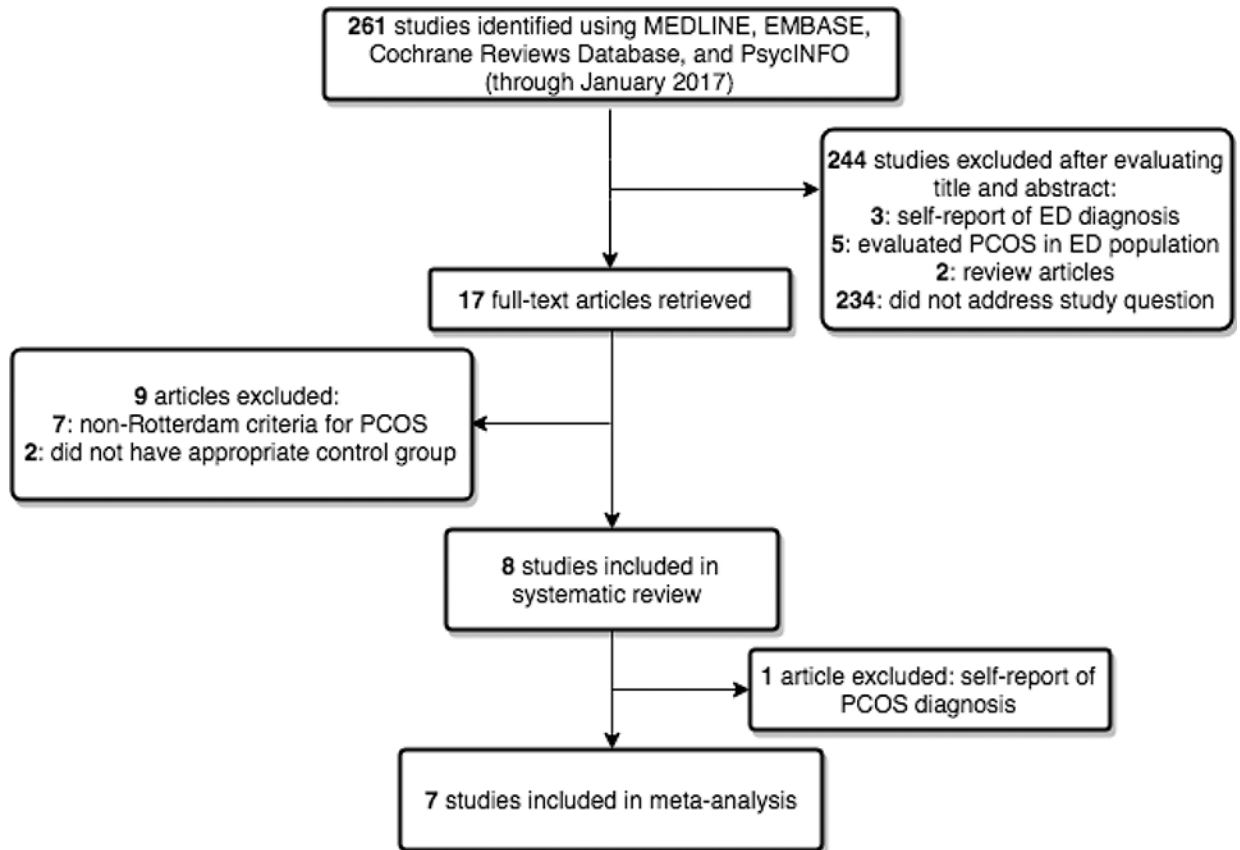 261 studies identified using MEDLINE, EMBASE,
Cochrane Reviews Database, and PsycINFO
(through January 2017)
244 studies excluded after evaluating
title and abstract:
3: self-report of ED diagnosis
5: evaluated PCOS in ED population
2: review articles
234: did not address study question
17 full-text articles retrieved
9 articles excluded:
7: non-Rotterdam criteria for PCOS
2: did not have appropriate control group
8 studies included in
systematic review
1 article excluded: self-report of
PCOS diagnosis
7 studies included in meta-analysis